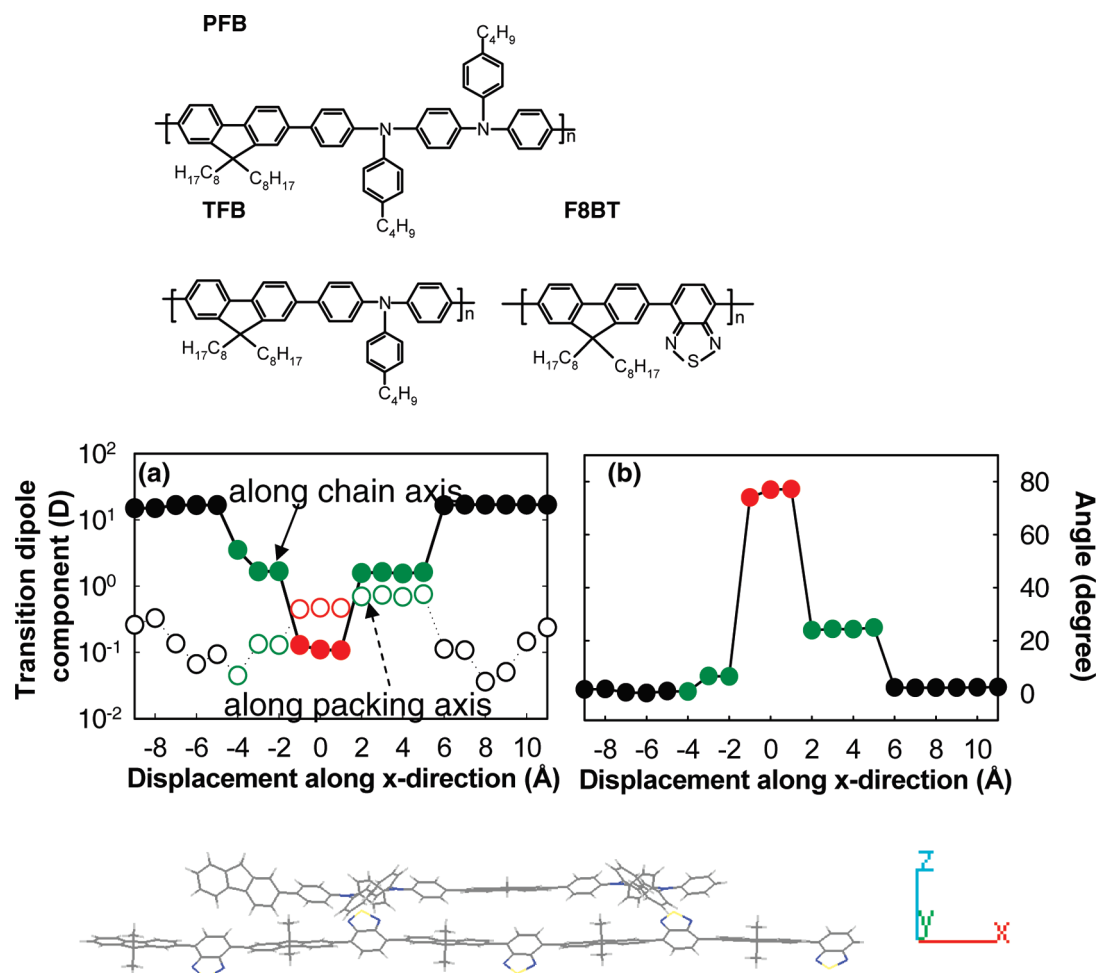 PFB
C4H9
N
N
[ ]n
H17C8 C8H17
C4H9
TFB
F8BT
[ N ]n
[ ]n
H17C8 C8H17
C4H9
H17C8 C8H17
N N
S
(a)
along chain axis
along packing axis
Transition dipole
component (D)
10²
10¹
10⁰
10⁻¹
10⁻²
-8 -6 -4 -2 0 2 4 6 8 10
Displacement along x-direction (Å)
(b)
80
60
40
20
0
Angle (degree)
-8 -6 -4 -2 0 2 4 6 8 10
Displacement along x-direction (Å)
Z
Y
X